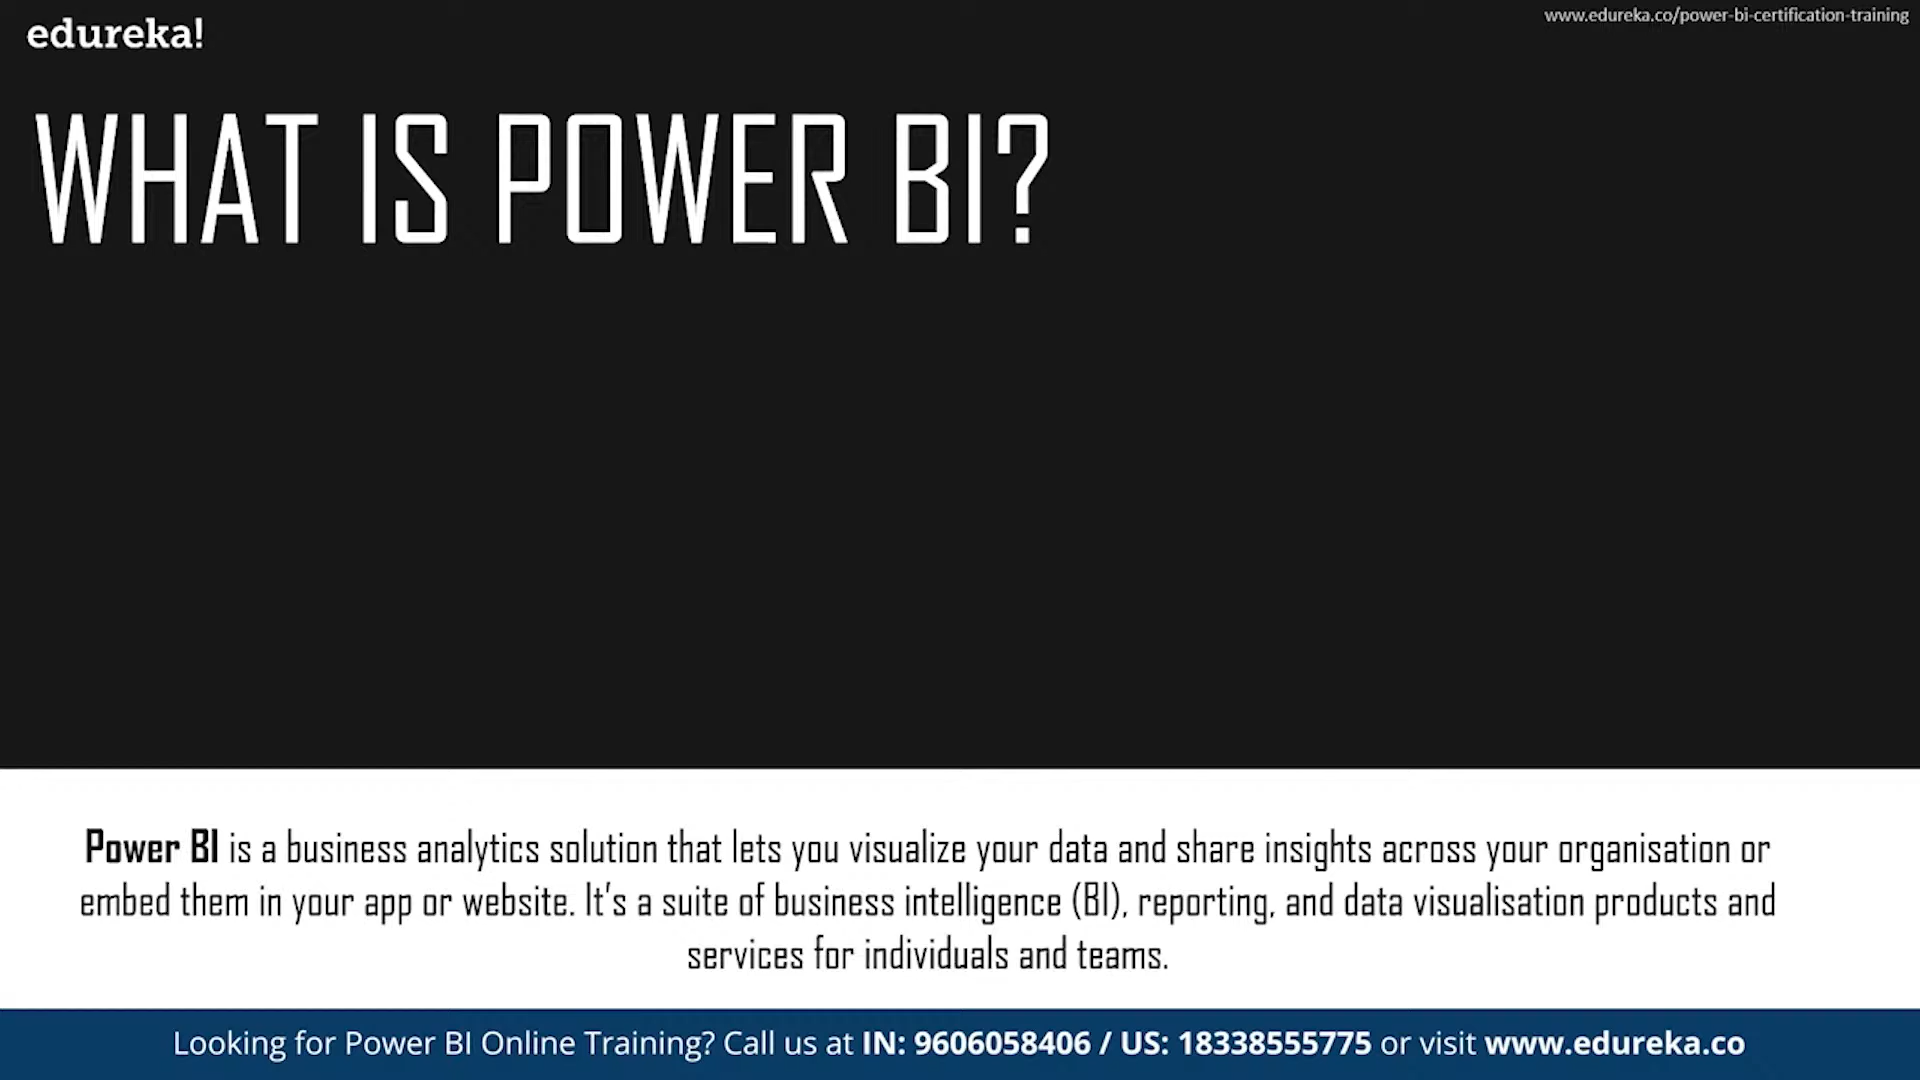 edureka!
www.edureka.co/power-bi-certification-training
WHAT IS POWER BI?
Power BI is a business analytics solution that lets you visualize your data and share insights across your organisation or
embed them in your app or website. It's a suite of business intelligence (BI), reporting, and data visualisation products and
services for individuals and teams.
Looking for Power BI Online Training? Call us at IN: 9606058406 / US: 18338555775 or visit www.edureka.co